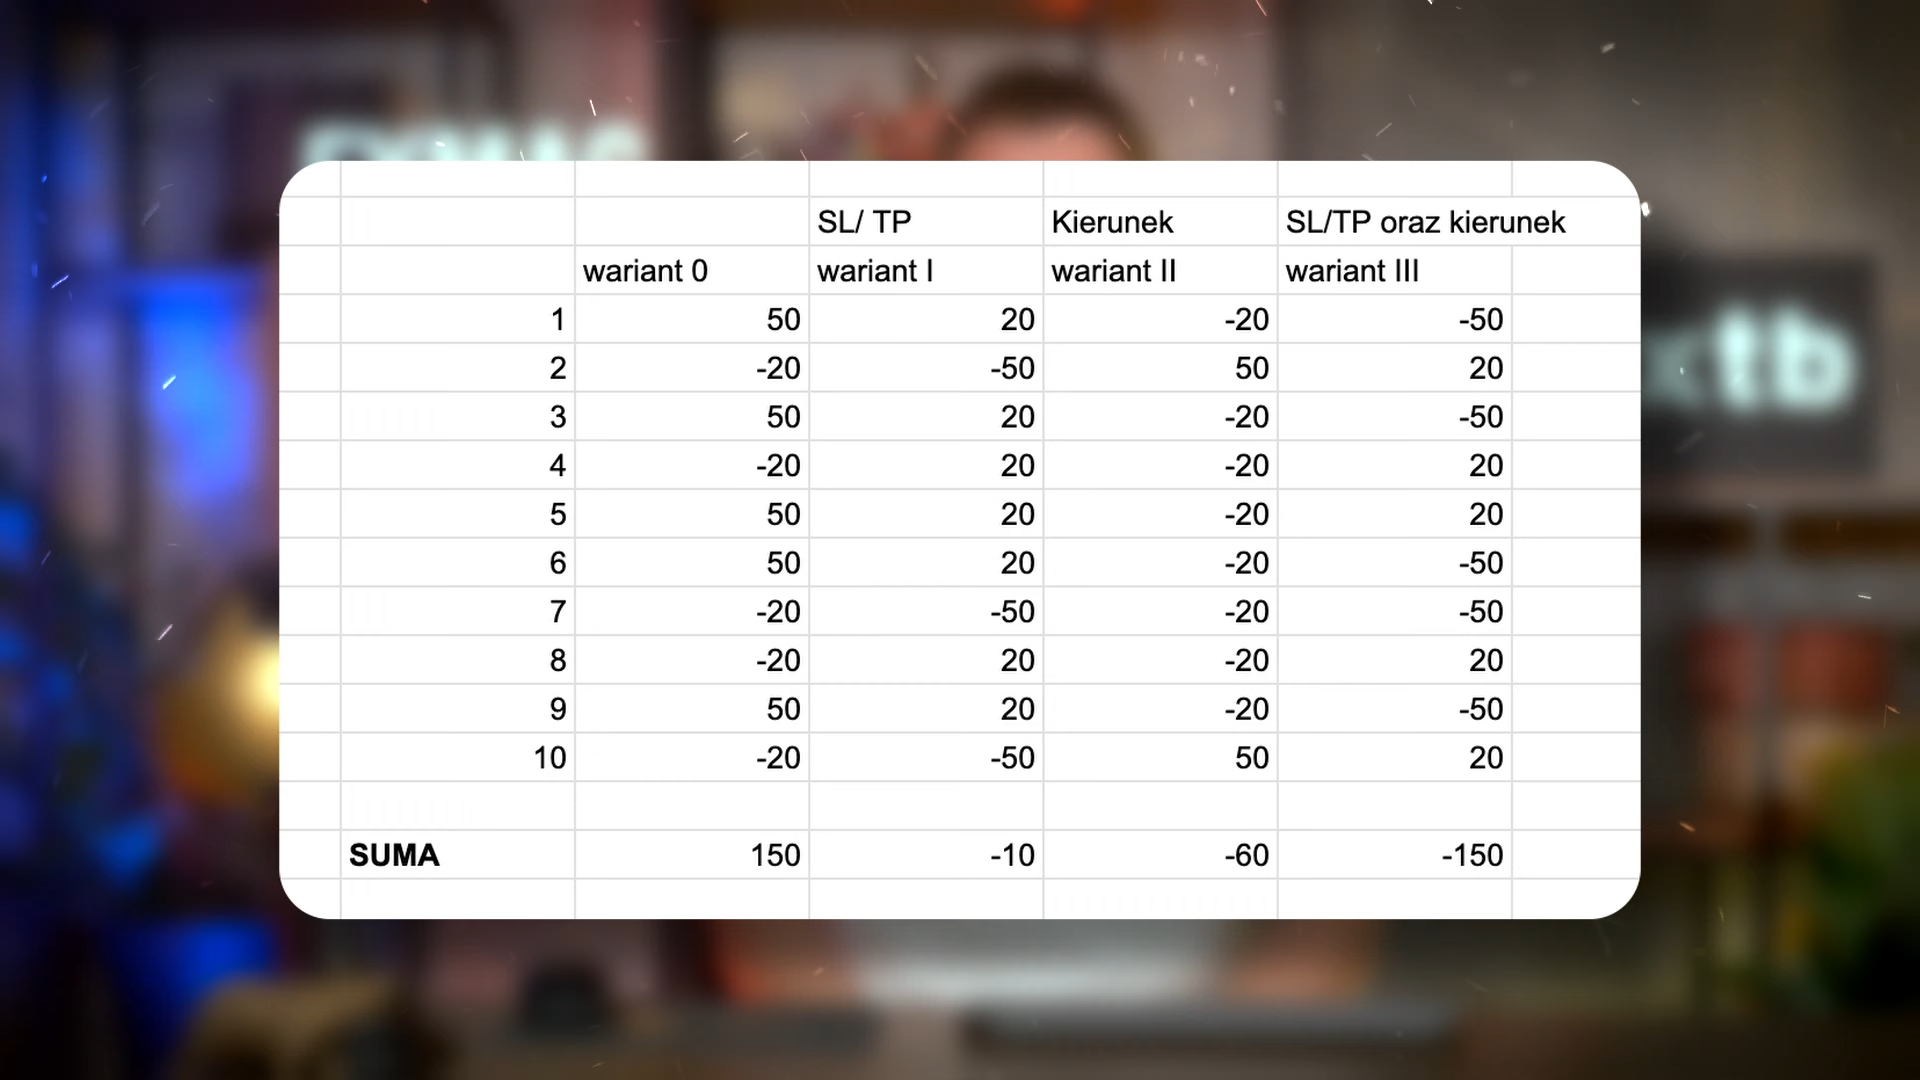 SL/ TP Kierunek SL/TP oraz kierunek
wariant 0 wariant I wariant II wariant III
1 50 20 -20 -50
2 -20 -50 50 20
3 50 20 -20 -50
4 -20 20 -20 20
5 50 20 -20 20
6 50 20 -20 -50
7 -20 -50 -20 -50
8 -20 20 -20 20
9 50 20 -20 -50
10 -20 -50 50 20
SUMA 150 -10 -60 -150
xtb